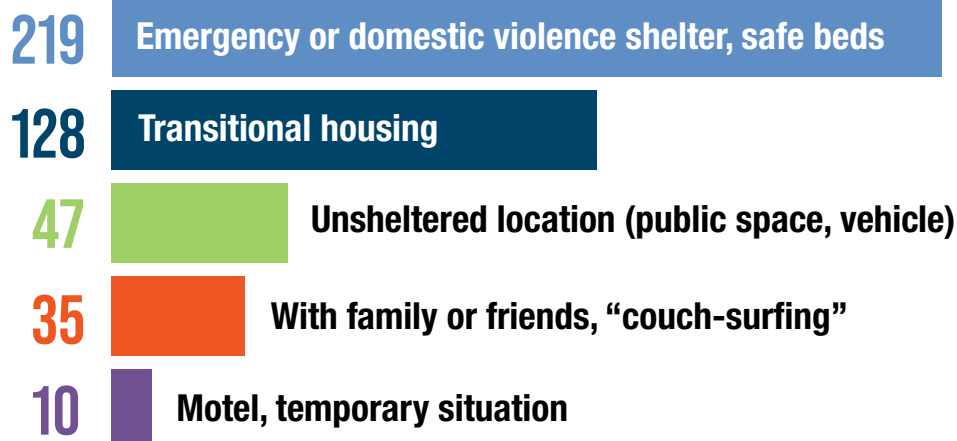 219 Emergency or domestic violence shelter, safe beds
128 Transitional housing
47 Unsheltered location (public space, vehicle)
35 With family or friends, “couch-surfing”
10 Motel, temporary situation